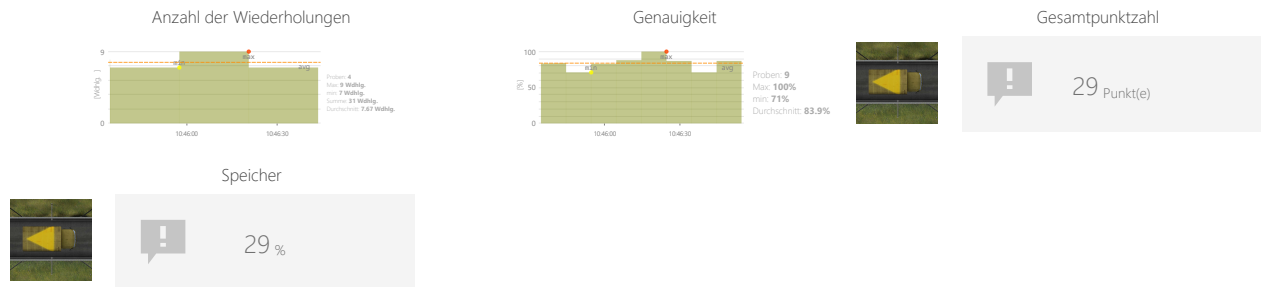 Anzahl der Wiederholungen
9
[Wdhlg. ]
0
min
max
avg
10:46:00
10:46:30
Proben: 4
Max: 9 Wdhlg.
min: 7 Wdhlg.
Summe: 31 Wdhlg.
Durchschnitt: 7.67 Wdhlg.
Genauigkeit
100
[%]
50
0
min
max
avg
10:46:00
10:46:30
Proben: 9
Max: 100%
min: 71%
Durchschnitt: 83.9%
Gesamtpunktzahl
29 Punkt(e)
Speicher
29 %